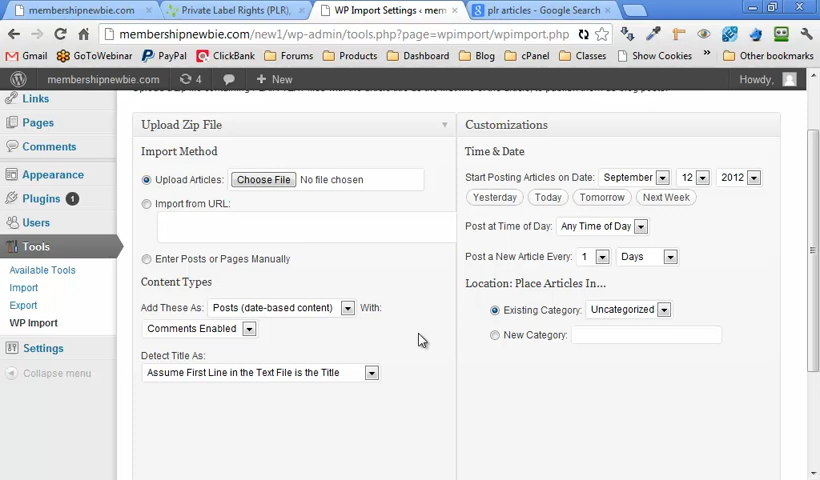 membershipnewbie.com
Private Label Rights (PLR),
WP Import Settings ‹ mem
plr articles - Google Search
membershipnewbie.com/new1/wp-admin/tools.php?page=wpimport/wpimport.php
Gmail
GoToWebinar
PayPal
ClickBank
Forums
Products
Dashboard
Blog
cPanel
Classes
Show Cookies
Other bookmarks
membershipnewbie.com
4
+ New
Howdy,
Links
Pages
Comments
Appearance
Plugins 1
Users
Tools
Available Tools
Import
Export
WP Import
Settings
Collapse menu
Upload Zip File
Import Method
Upload Articles: Choose File No file chosen
Import from URL:
Enter Posts or Pages Manually
Content Types
Add These As: Posts (date-based content) With:
Comments Enabled
Detect Title As:
Assume First Line in the Text File is the Title
Customizations
Time & Date
Start Posting Articles on Date: September 12 2012
Yesterday Today Tomorrow Next Week
Post at Time of Day: Any Time of Day
Post a New Article Every: 1 Days
Location: Place Articles In...
Existing Category: Uncategorized
New Category: